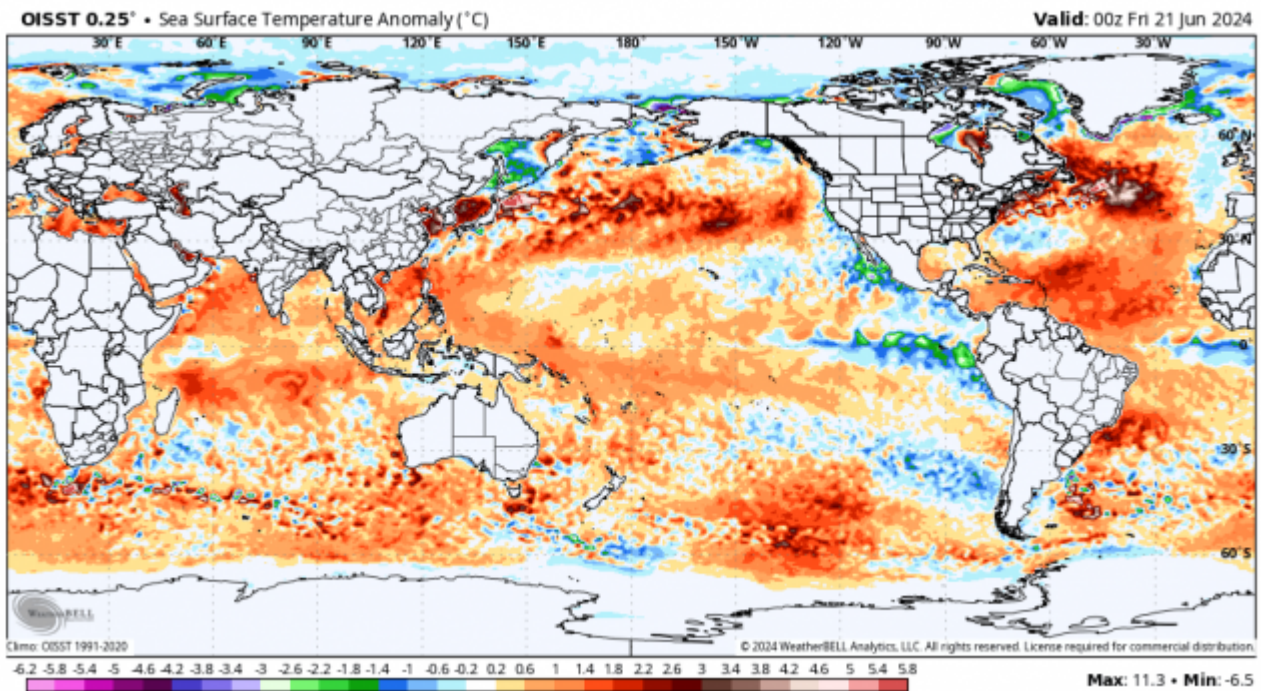 OISST 0.25° • Sea Surface Temperature Anomaly (°C)
Valid: 00z Fri 21 Jun 2024
30°E 60°E 90°E 120°E 150°E 180° 150°W 120°W 90°W 60°W 30°W
60°N
30°N
0
-30°S
60°S
WeatherBELL
Climo: OISST 1991-2020
© 2024 WeatherBELL Analytics, LLC. All rights reserved. License required for commercial distribution.
-6.2 -5.8 -5.4 -5 -4.6 -4.2 -3.8 -3.4 -3 -2.6 -2.2 -1.8 -1.4 -1 -0.6 -0.2 0.2 0.6 1 1.4 1.8 2.2 2.6 3 3.4 3.8 4.2 4.6 5 5.4 5.8
Max: 11.3 • Min: -6.5